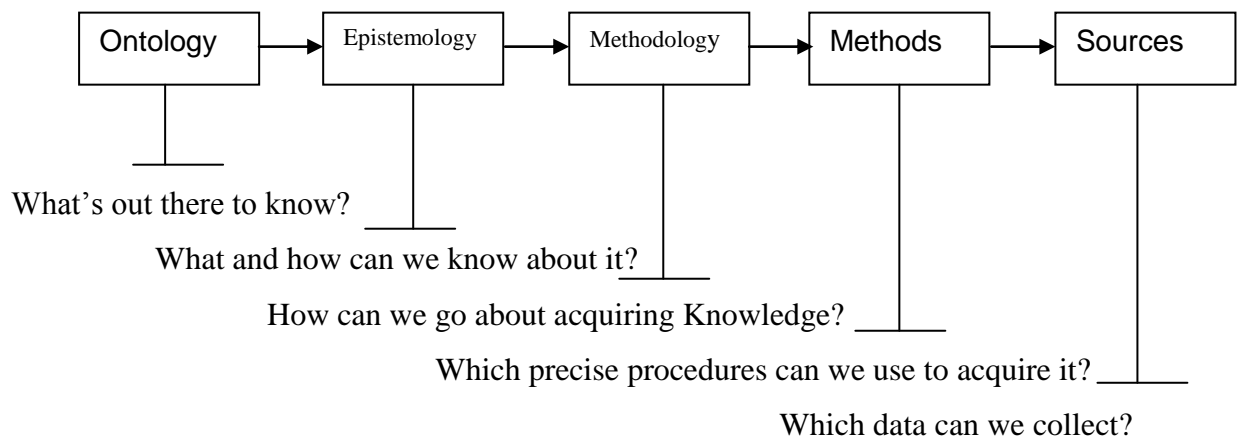 Ontology
Epistemology
Methodology
Methods
Sources
What’s out there to know?
What and how can we know about it?
How can we go about acquiring Knowledge?
Which precise procedures can we use to acquire it?
Which data can we collect?